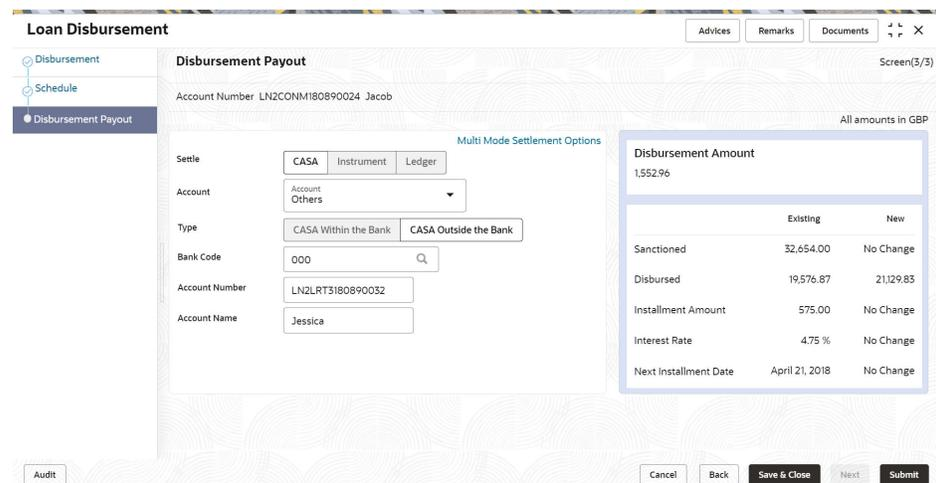 Loan Disbursement
Advices Remarks Documents
Disbursement
Schedule
Disbursement Payout
Disbursement Payout
Screen(3/3)
Account Number LN2CONM180890024 Jacob
All amounts in GBP
Multi Mode Settlement Options
Settle CASA Instrument Ledger
Account Account
Others
Type CASA Within the Bank CASA Outside the Bank
Bank Code 000
Account Number LN2LRT3180890032
Account Name Jessica
Disbursement Amount
1,552.96
Existing New
Sanctioned 32,654.00 No Change
Disbursed 19,576.87 21,129.83
Installment Amount 575.00 No Change
Interest Rate 4.75 % No Change
Next Installment Date April 21, 2018 No Change
Audit Cancel Back Save & Close Next Submit